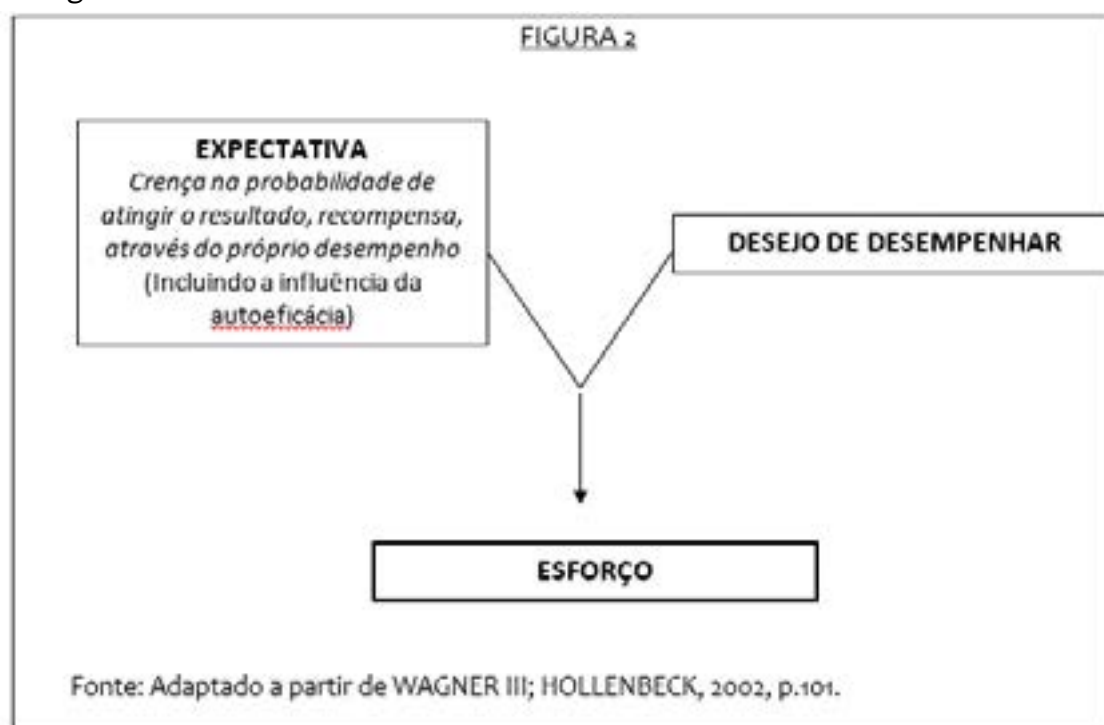 FIGURA 2
EXPECTATIVA
Crença na probabilidade de
atingir o resultado, recompensa,
através do próprio desempenho
(Incluindo a influência da
autoeficácia)
DESEJO DE DESEMPENHAR
ESFORÇO
Fonte: Adaptado a partir de WAGNER III; HOLLENBECK, 2002, p.101.